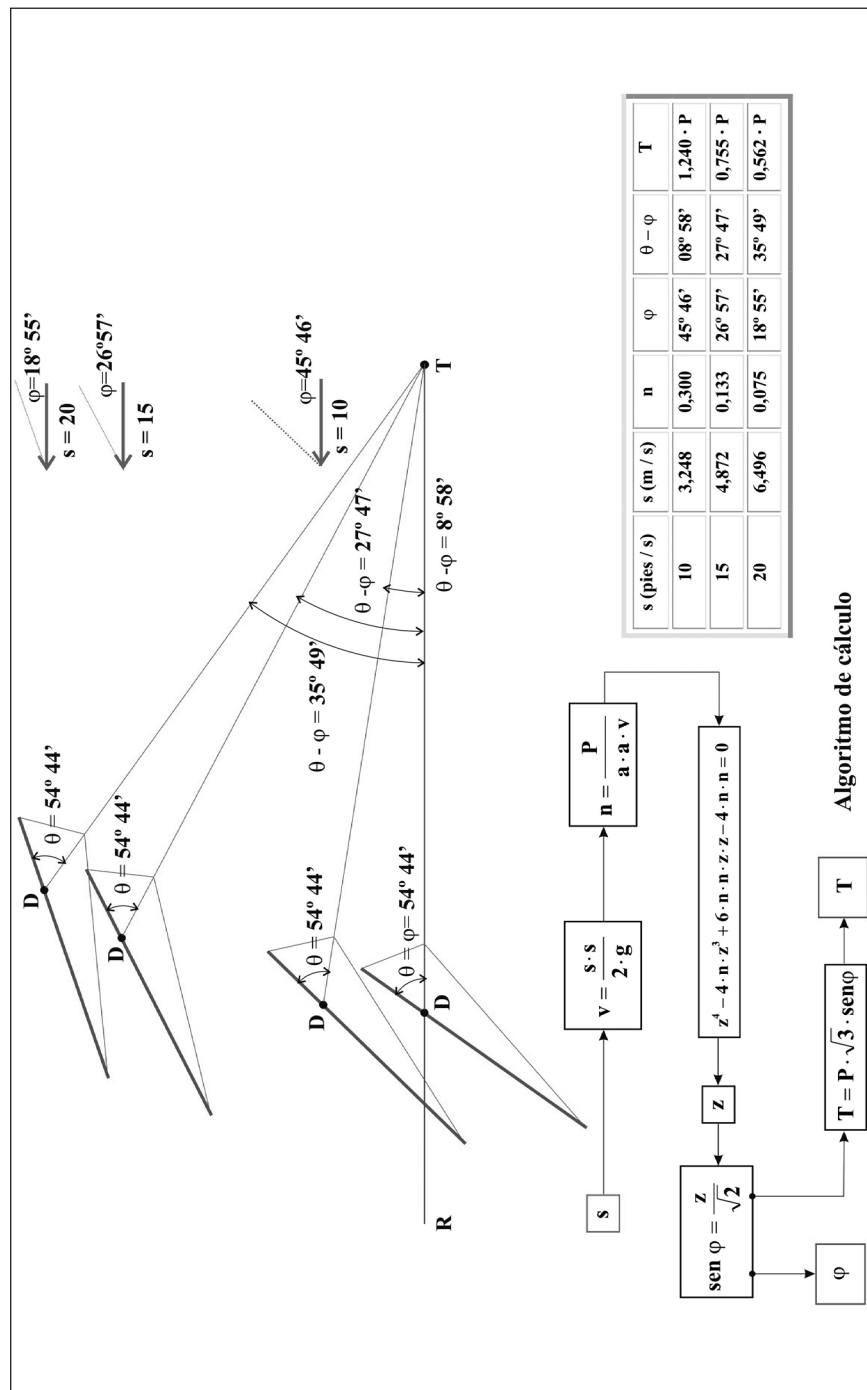 φ=18º 55’
s = 20
φ=26º57’
s = 15
φ=45º 46’
s = 10
D
θ = 54º 44’
D
θ = 54º 44’
D
θ = 54º 44’
θ = φ= 54º 44’
D
R
T
θ - φ = 35º 49’
θ -φ = 27º 47’
θ -φ = 8º 58’
s
v = s·s / 2·g
n = P / a·a·v
z⁴ − 4·n·z³ + 6·n·n·z·z − 4·n·n = 0
z
sen φ = z / √2
φ
T = P·√3·senφ
T
Algoritmo de cálculo
s (pies / s) s (m / s) n φ θ − φ T
10 3,248 0,300 45º 46’ 08º 58’ 1,240 · P
15 4,872 0,133 26º 57’ 27º 47’ 0,755 · P
20 6,496 0,075 18º 55’ 35º 49’ 0,562 · P